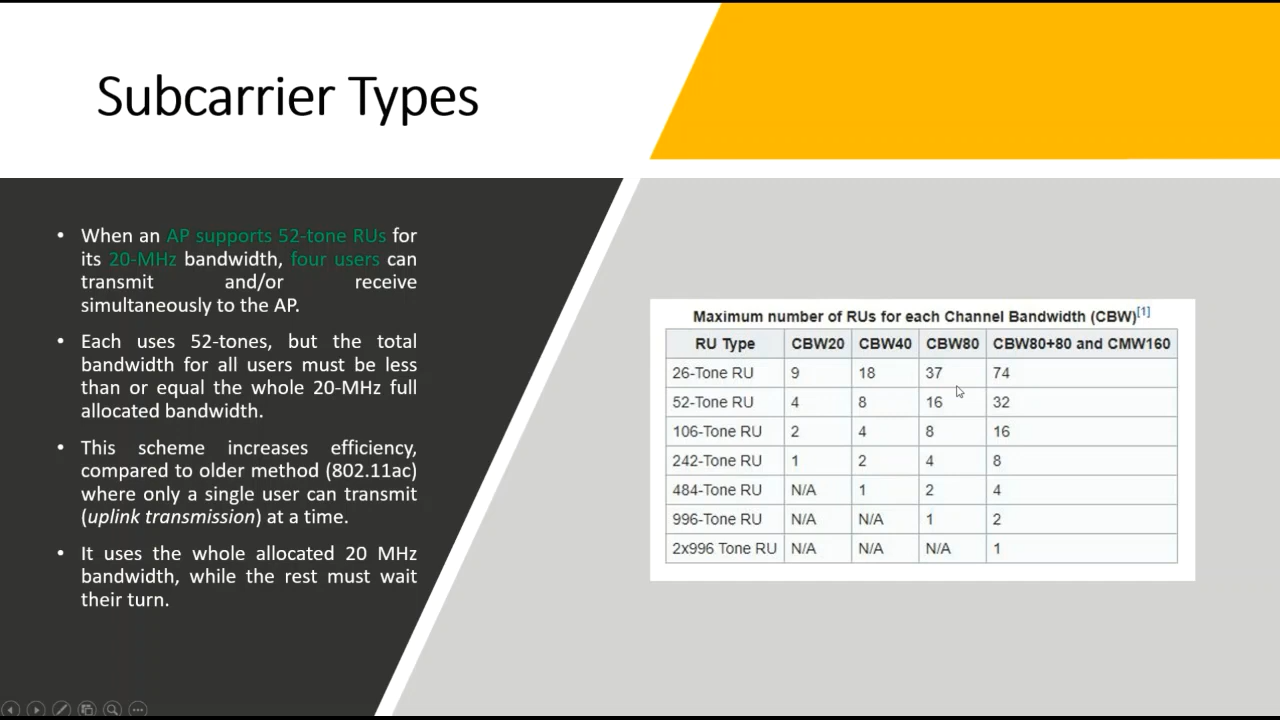 Subcarrier Types
• When an AP supports 52-tone RUs for
its 20-MHz bandwidth, four users can
transmit and/or receive
simultaneously to the AP.
• Each uses 52-tones, but the total
bandwidth for all users must be less
than or equal the whole 20-MHz full
allocated bandwidth.
• This scheme increases efficiency,
compared to older method (802.11ac)
where only a single user can transmit
(uplink transmission) at a time.
• It uses the whole allocated 20 MHz
bandwidth, while the rest must wait
their turn.
Maximum number of RUs for each Channel Bandwidth (CBW)[1]
RU Type CBW20 CBW40 CBW80 CBW80+80 and CMW160
26-Tone RU 9 18 37 74
52-Tone RU 4 8 16 32
106-Tone RU 2 4 8 16
242-Tone RU 1 2 4 8
484-Tone RU N/A 1 2 4
996-Tone RU N/A N/A 1 2
2x996 Tone RU N/A N/A N/A 1